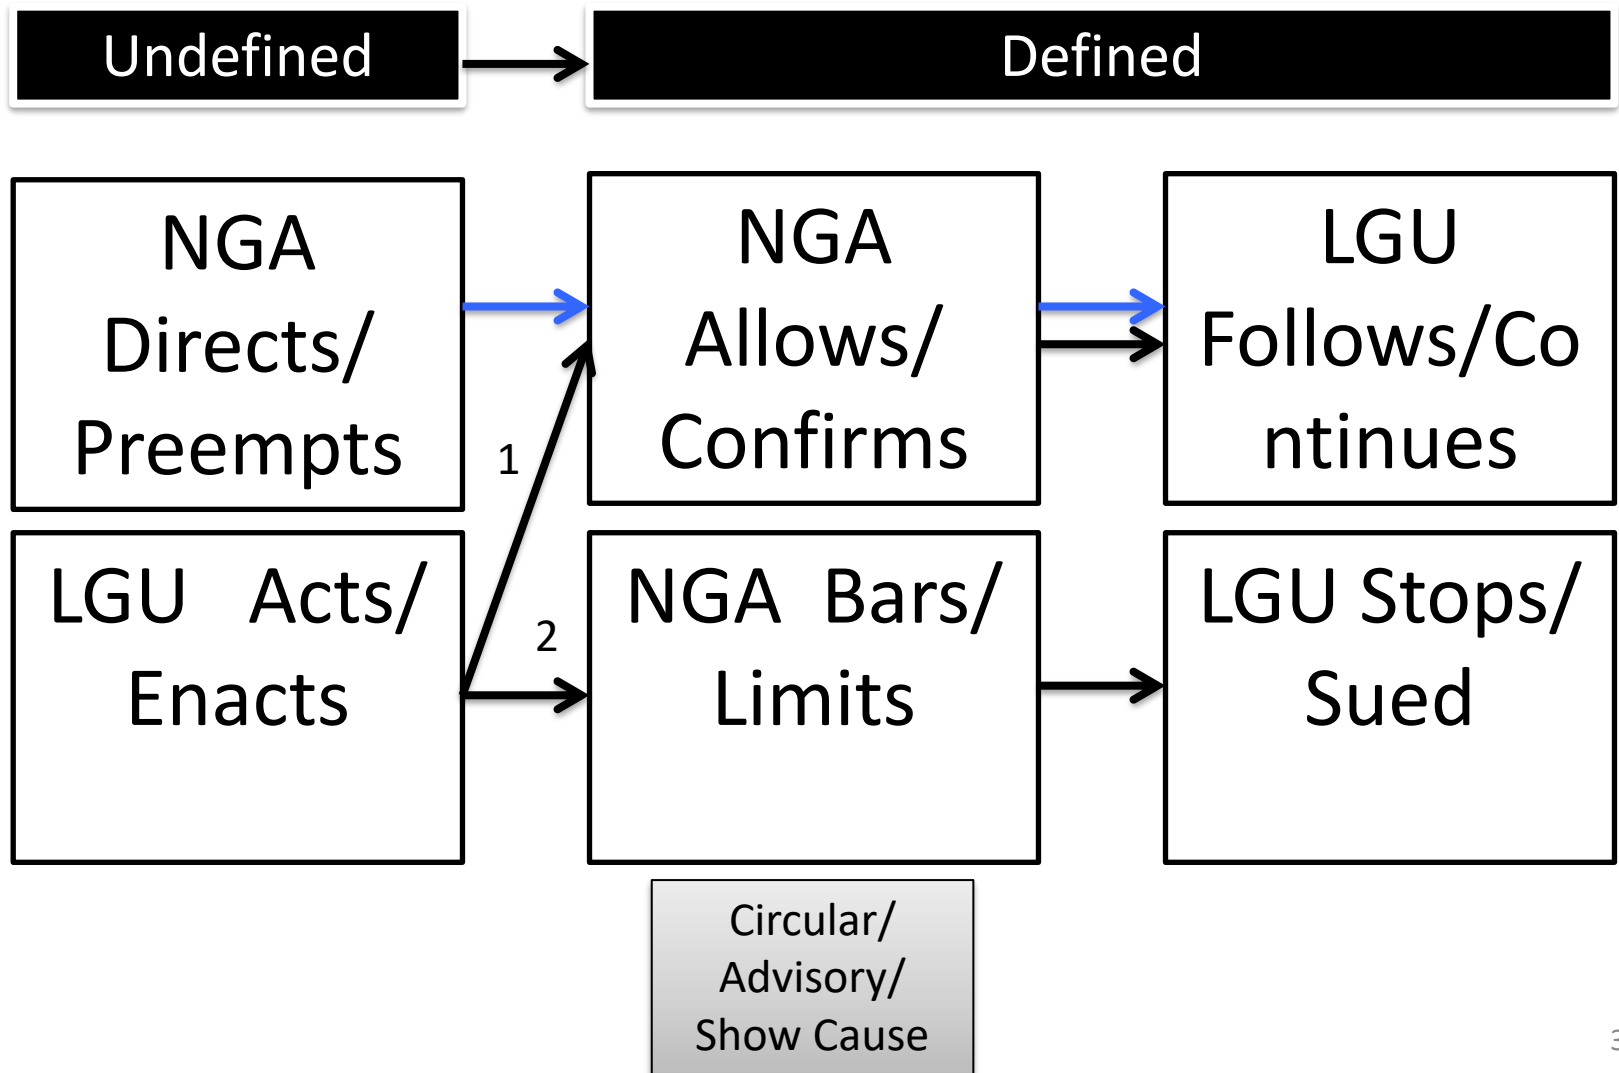 Undefined
Defined
NGA
Directs/
Preempts
NGA
Allows/
Confirms
LGU
Follows/Co
ntinues
1
2
LGU Acts/
Enacts
NGA Bars/
Limits
LGU Stops/
Sued
Circular/
Advisory/
Show Cause
3